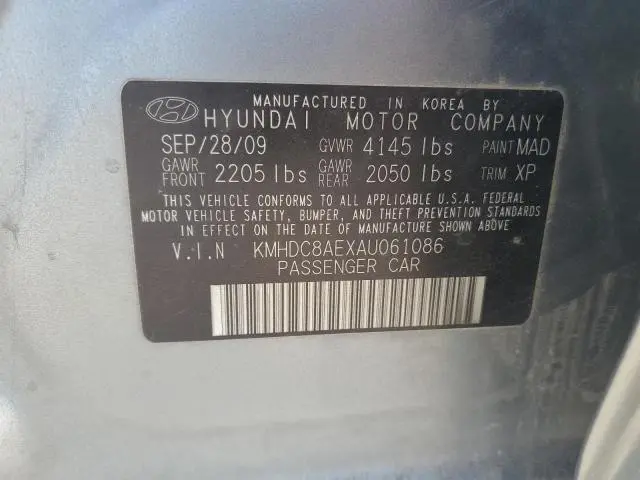 MANUFACTURED IN KOREA BY
HYUNDAI MOTOR COMPANY
SEP/28/09 GVWR 4145 lbs PAINT MAD
GAWR FRONT 2205 lbs GAWR REAR 2050 lbs TRIM XP
THIS VEHICLE CONFORMS TO ALL APPLICABLE U.S.A. FEDERAL
MOTOR VEHICLE SAFETY, BUMPER, AND THEFT PREVENTION STANDARDS
IN EFFECT ON THE DATE OF MANUFACTURE SHOWN ABOVE
V.I.N KMHDC8AEXAU061086
PASSENGER CAR